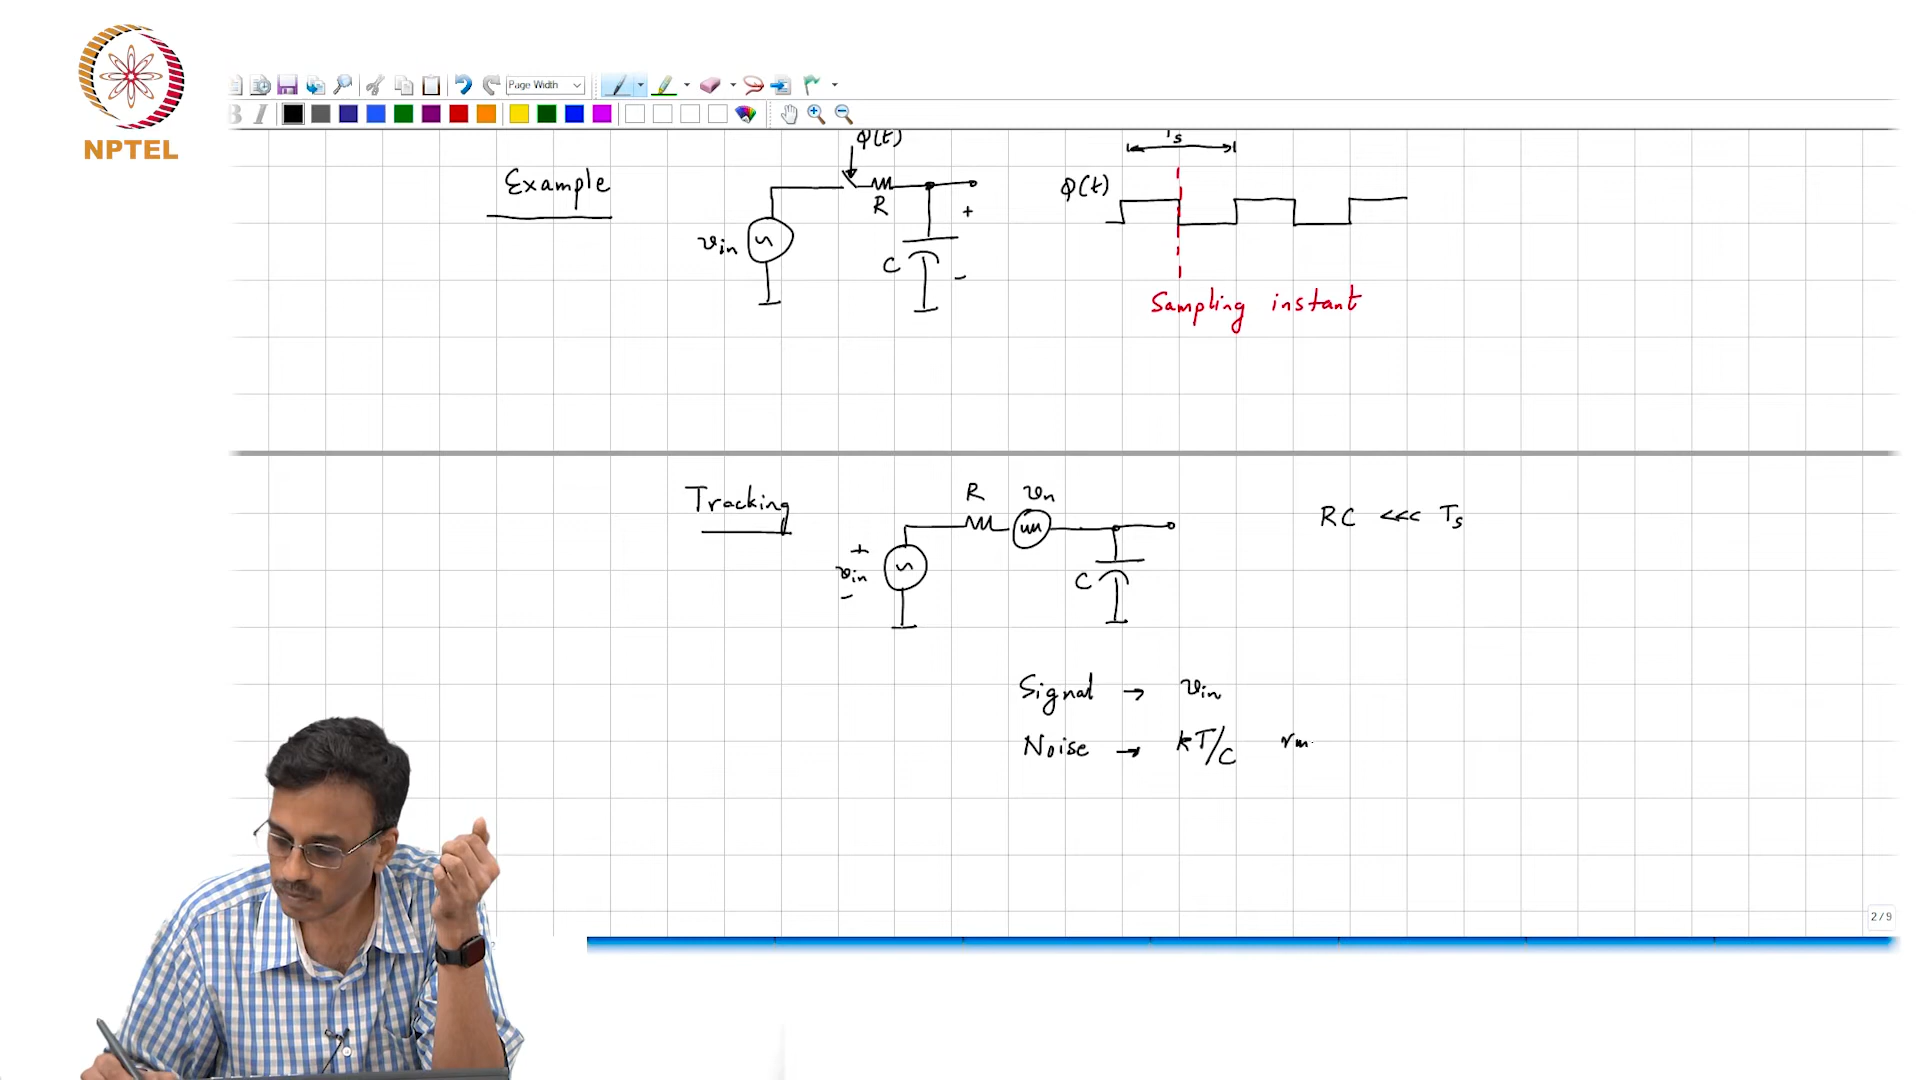 NPTEL
Page Width
B I
φ(t)
Example
R
vin
C
+
-
Ts
φ(t)
Sampling instant
Tracking
R
vn
RC <<< Ts
+
vin
-
C
Signal → vin
Noise → kT/C rm
2/9